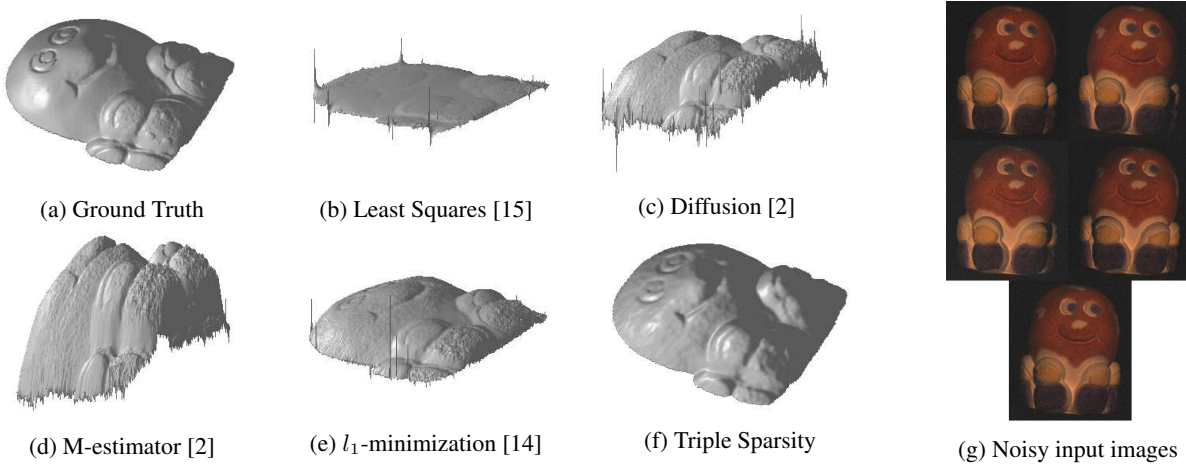 (a) Ground Truth
(b) Least Squares [15]
(c) Diffusion [2]
(d) M-estimator [2]
(e) l1-minimization [14]
(f) Triple Sparsity
(g) Noisy input images